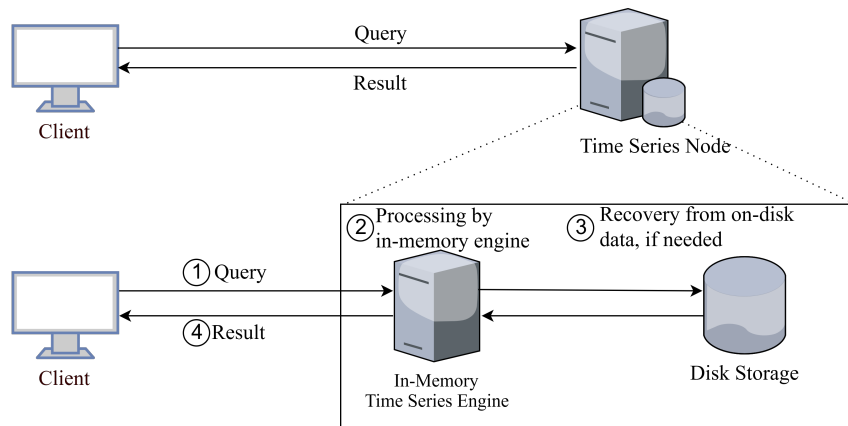 Query
Result
Client
Time Series Node
② Processing by
in-memory engine
③ Recovery from on-disk
data, if needed
① Query
④ Result
Client
In-Memory
Time Series Engine
Disk Storage